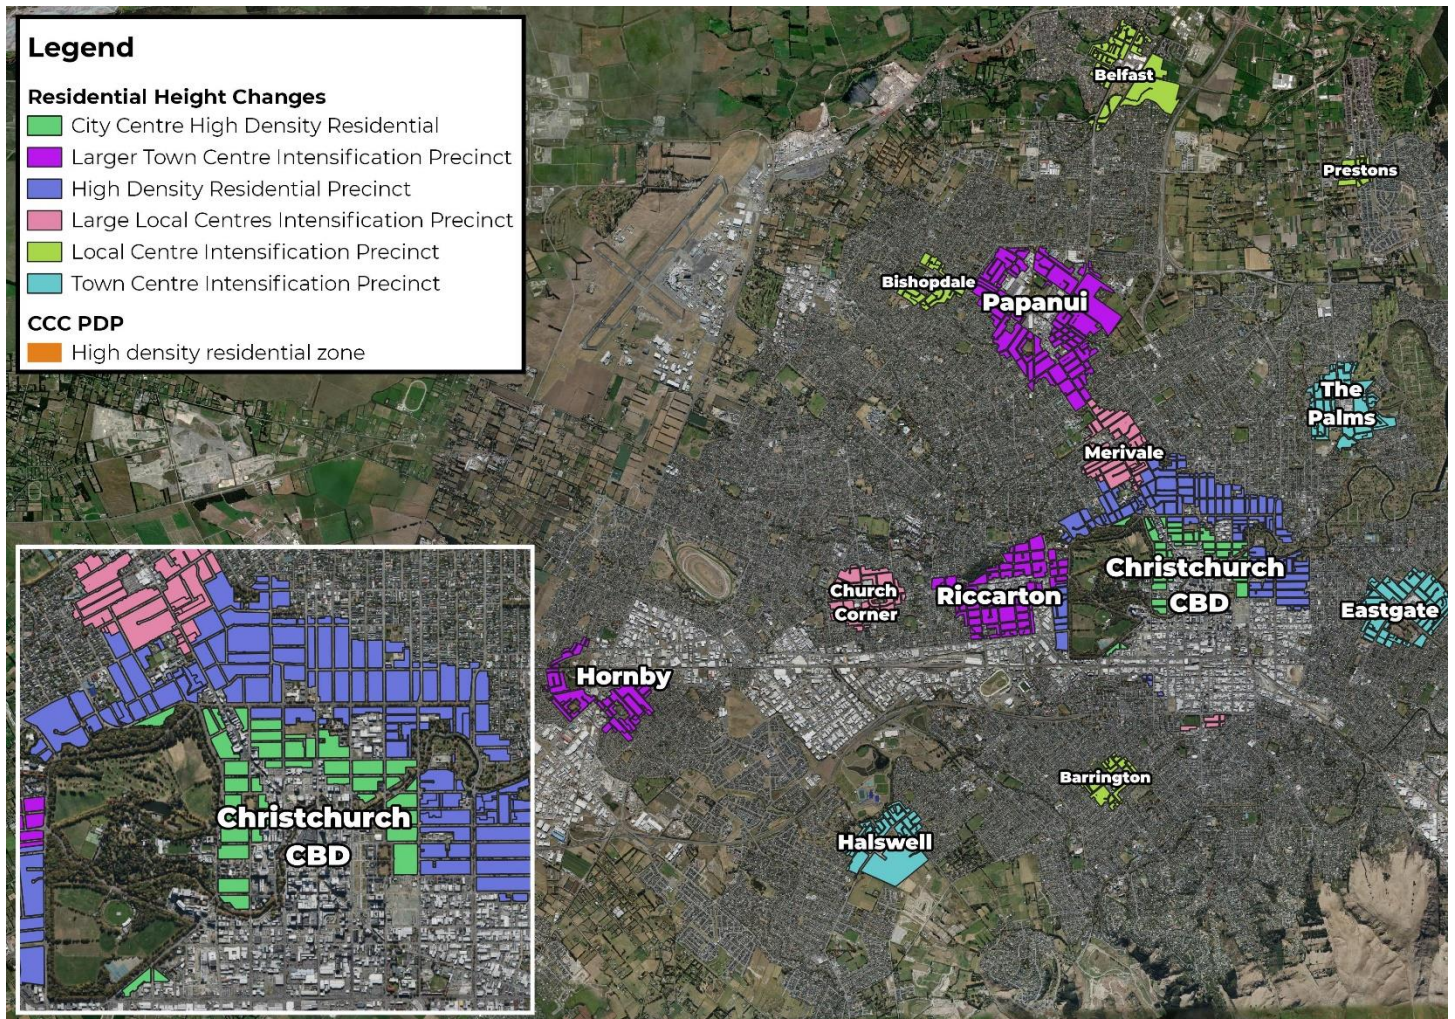 Legend
Residential Height Changes
City Centre High Density Residential
Larger Town Centre Intensification Precinct
High Density Residential Precinct
Large Local Centres Intensification Precinct
Local Centre Intensification Precinct
Town Centre Intensification Precinct
CCC PDP
High density residential zone
Belfast
Prestons
Bishopdale
Papanui
The
Palms
Merivale
Christchurch
CBD
Church
Corner
Riccarton
Eastgate
Hornby
Barrington
Halswell
Christchurch
CBD